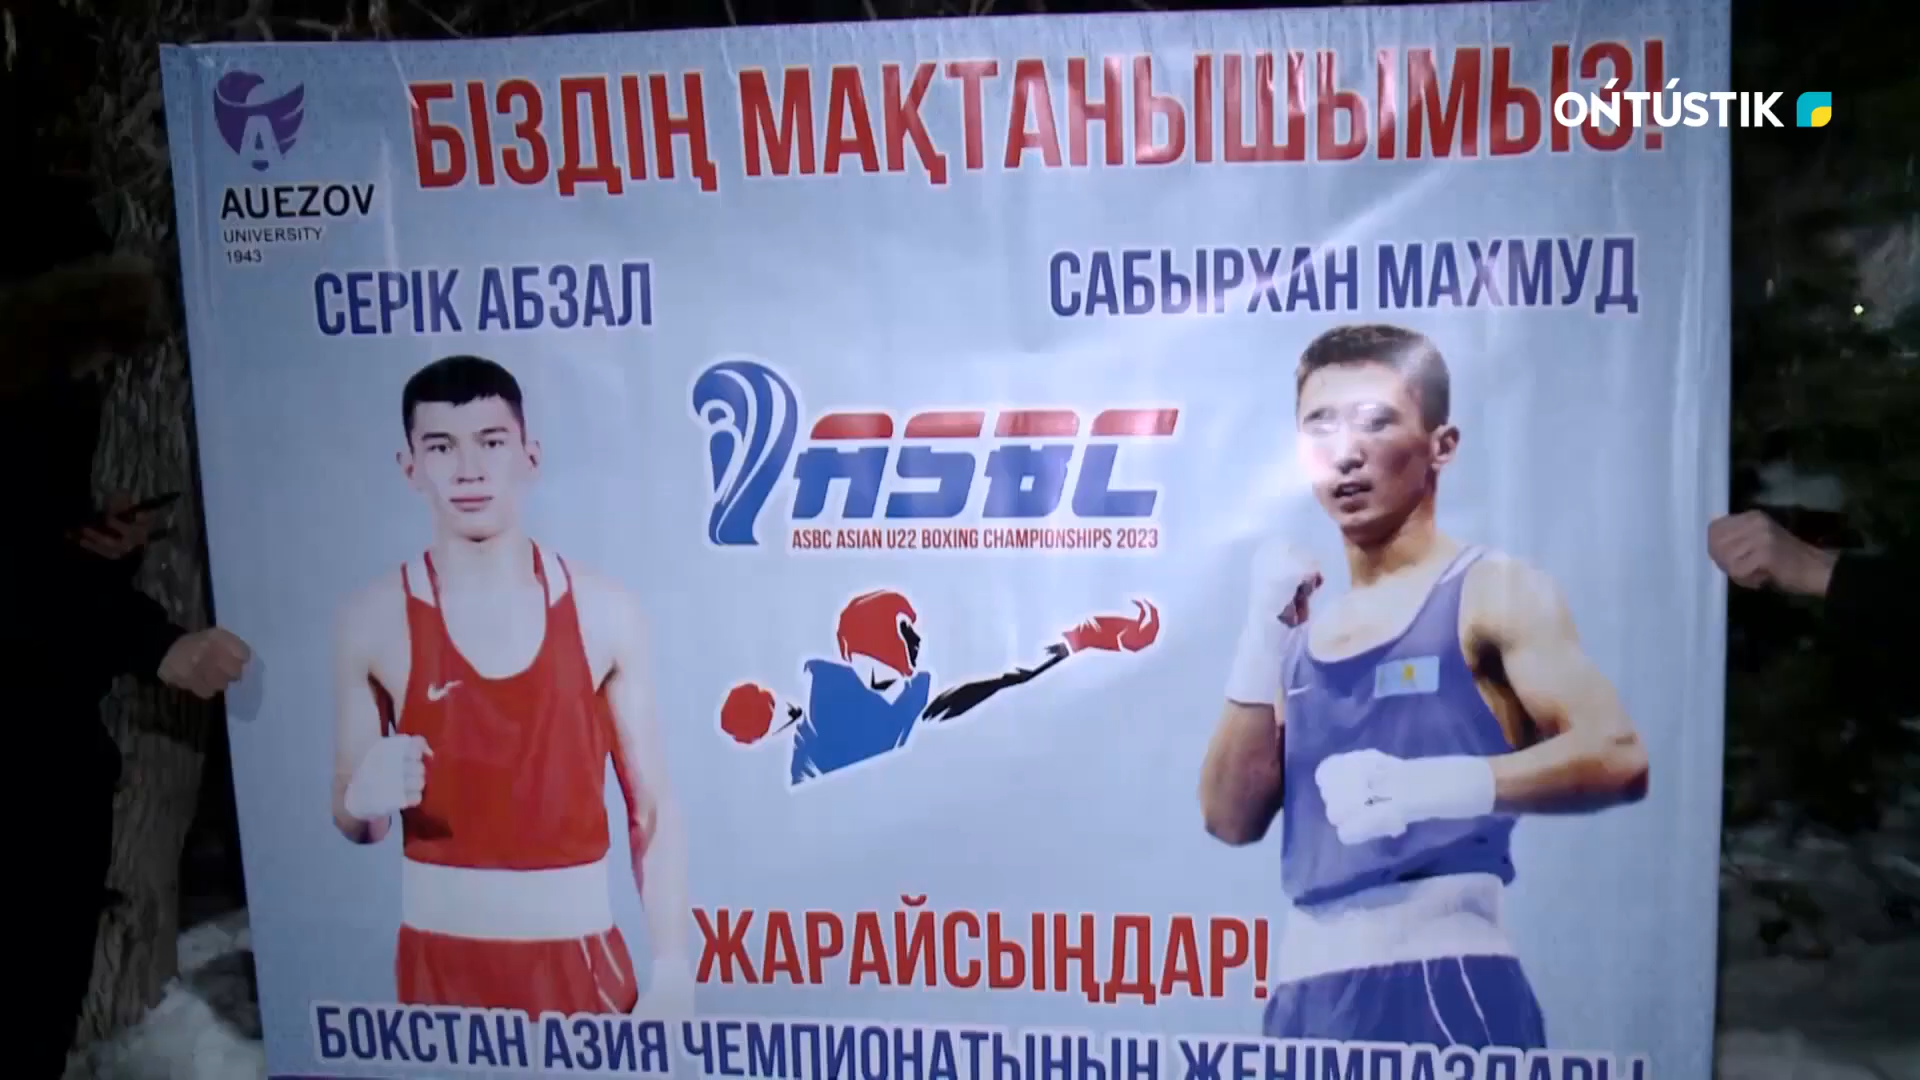 БІЗДІҢ МАҚТАНЫШЫМЫЗ!
OŃTÚSTIK
AUEZOV
UNIVERSITY
1943
СЕРІК АБЗАЛ
САБЫРХАН МАХМУД
ASBC
ASBC ASIAN U22 BOXING CHAMPIONSHIPS 2023
ЖАРАЙСЫҢДАР!
БОКСТАН АЗИЯ ЧЕМПИОНАТЫНЫҢ ЖЕҢІМПАЗДАРЫ